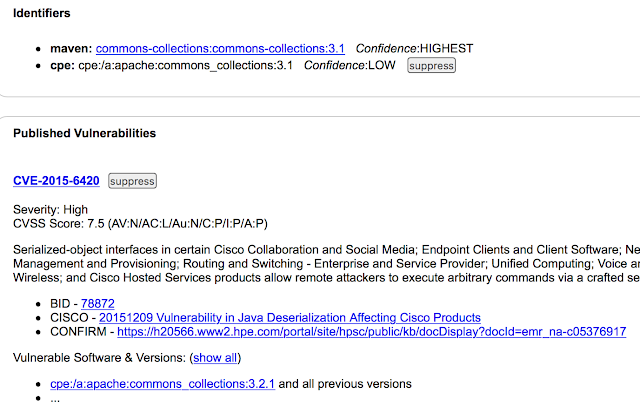 Identifiers
• maven: commons-collections:commons-collections:3.1 Confidence:HIGHEST
• cpe: cpe:/a:apache:commons_collections:3.1 Confidence:LOW suppress
Published Vulnerabilities
CVE-2015-6420 suppress
Severity: High
CVSS Score: 7.5 (AV:N/AC:L/Au:N/C:P/I:P/A:P)
Serialized-object interfaces in certain Cisco Collaboration and Social Media; Endpoint Clients and Client Software; Ne
Management and Provisioning; Routing and Switching - Enterprise and Service Provider; Unified Computing; Voice a
Wireless; and Cisco Hosted Services products allow remote attackers to execute arbitrary commands via a crafted se
• BID - 78872
• CISCO - 20151209 Vulnerability in Java Deserialization Affecting Cisco Products
• CONFIRM - https://h20566.www2.hpe.com/portal/site/hpsc/public/kb/docDisplay?docId=emr_na-c05376917
Vulnerable Software & Versions: (show all)
• cpe:/a:apache:commons_collections:3.2.1 and all previous versions
• ...